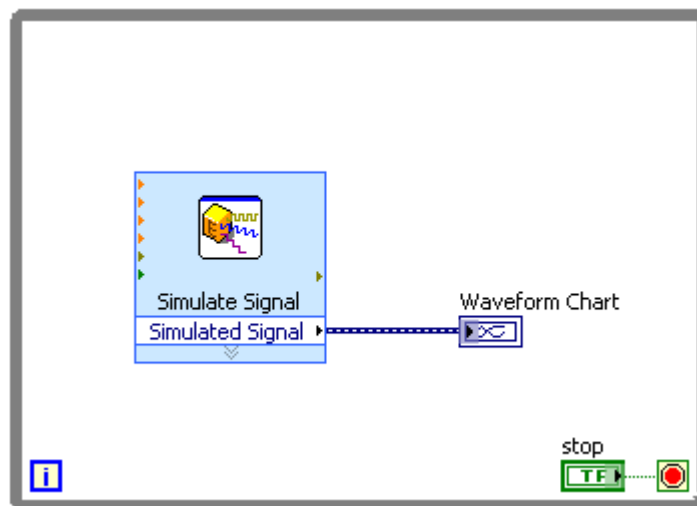 Simulate Signal
Simulated Signal
Waveform Chart
stop
TF
i